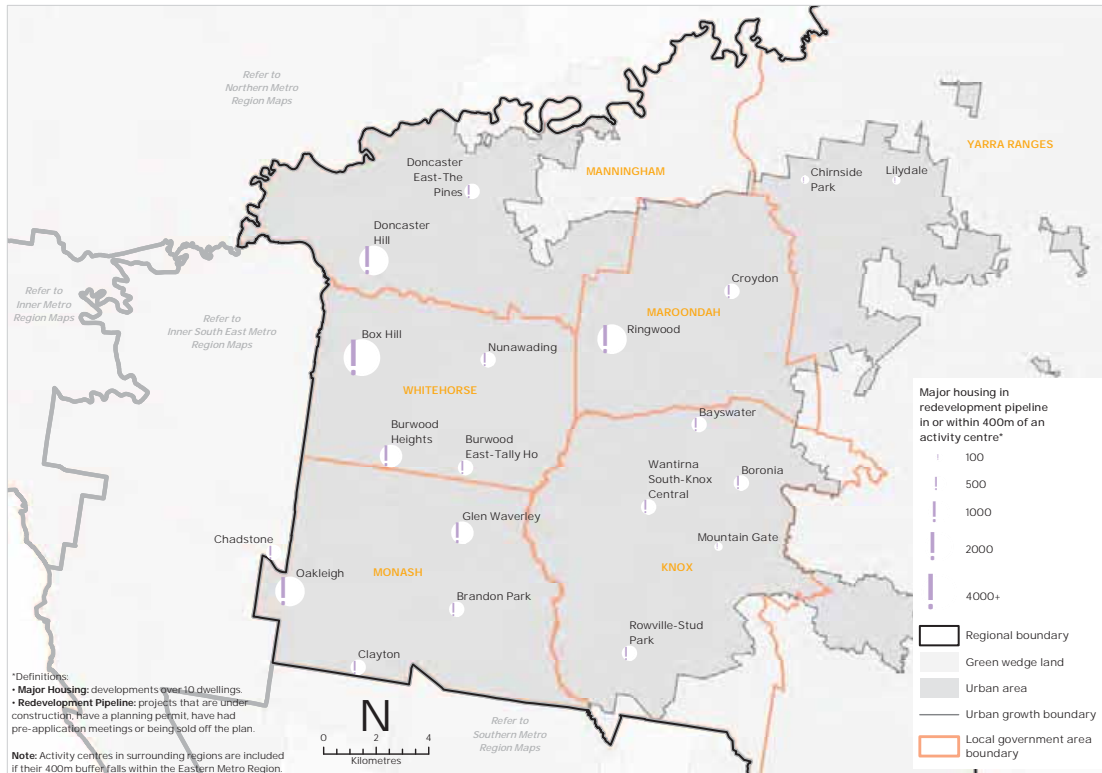 Refer to
Northern Metro
Region Maps
YARRA RANGES
MANNINGHAM
Doncaster
East-The
Pines
Chirnside
Park
Lilydale
Doncaster
Hill
Refer to
Inner Metro
Region Maps
Refer to
Inner South East Metro
Region Maps
Croydon
MAROONDAH
Ringwood
Box Hill
Nunawading
WHITEHORSE
Bayswater
Burwood
Heights
Burwood
East-Tally Ho
Wantirna
South-Knox
Central
Boronia
Glen Waverley
Mountain Gate
Chadstone
Oakleigh
MONASH
KNOX
Brandon Park
Rowville-Stud
Park
Clayton
Refer to
Southern Metro
Region Maps
N
0 2 4
Kilometres
*Definitions:
• Major Housing: developments over 10 dwellings.
• Redevelopment Pipeline: projects that are under
construction, have a planning permit, have had
pre-application meetings or being sold off the plan.
Note: Activity centres in surrounding regions are included
if their 400m buffer falls within the Eastern Metro Region.
Major housing in
redevelopment pipeline
in or within 400m of an
activity centre*
100
500
1000
2000
4000+
Regional boundary
Green wedge land
Urban area
Urban growth boundary
Local government area
boundary